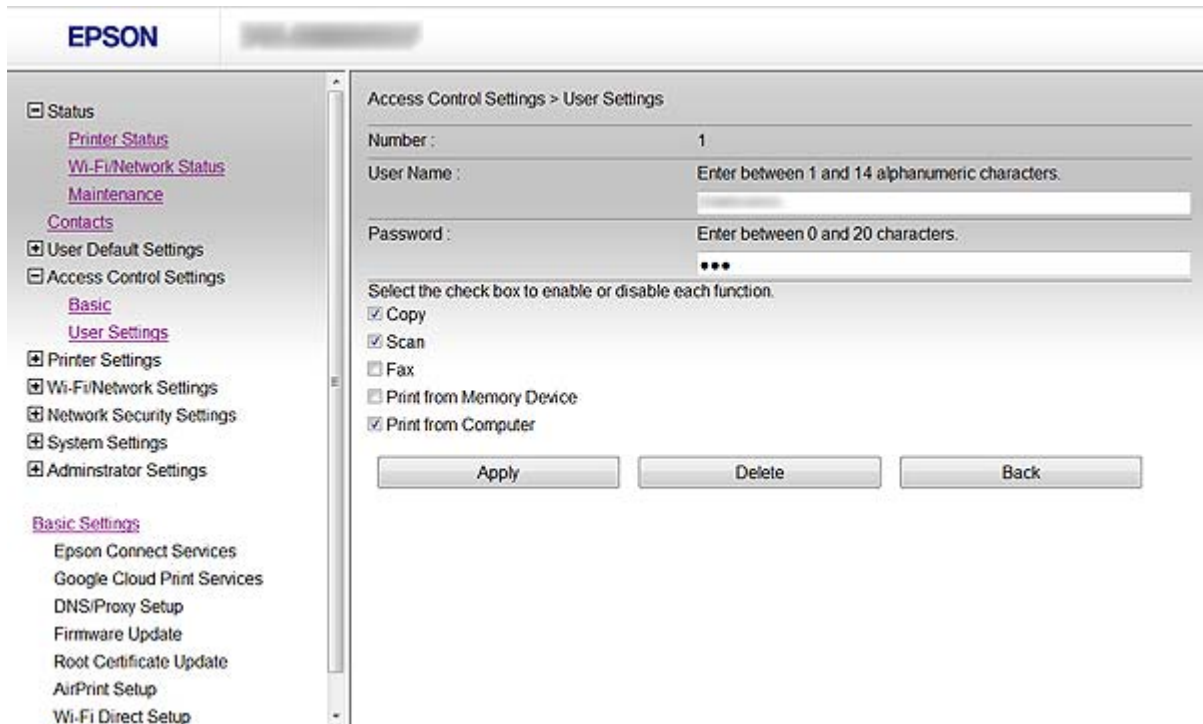 EPSON
Status
Printer Status
Wi-Fi/Network Status
Maintenance
Contacts
User Default Settings
Access Control Settings
Basic
User Settings
Printer Settings
Wi-Fi/Network Settings
Network Security Settings
System Settings
Adminstrator Settings
Basic Settings
Epson Connect Services
Google Cloud Print Services
DNS/Proxy Setup
Firmware Update
Root Certificate Update
AirPrint Setup
Wi-Fi Direct Setup
Access Control Settings > User Settings
Number : 1
User Name : Enter between 1 and 14 alphanumeric characters.
Password : Enter between 0 and 20 characters.
●●●
Select the check box to enable or disable each function.
Copy
Scan
Fax
Print from Memory Device
Print from Computer
Apply Delete Back